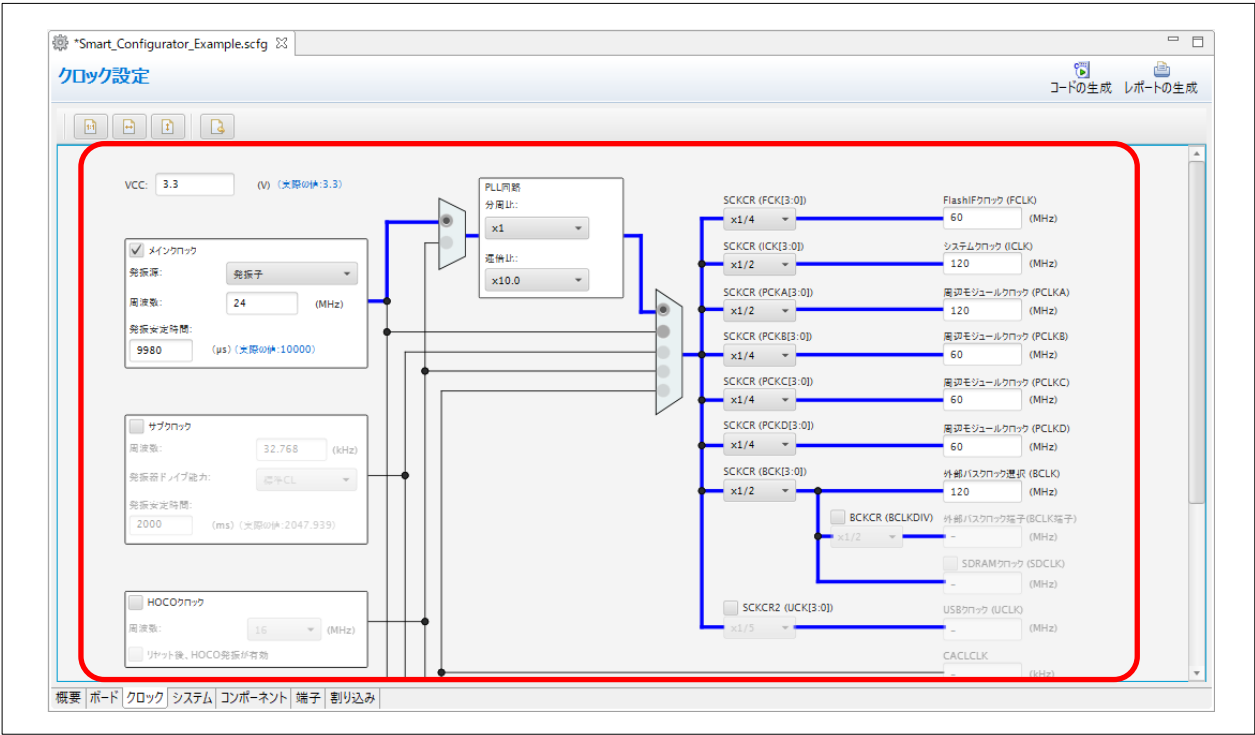 *Smart_Configurator_Example.scfg
クロック設定
コードの生成 レポートの生成
VCC: 3.3 (V) (実際の値:3.3)
メインクロック
発振源: 発振子
周波数: 24 (MHz)
発振安定時間:
9980 (μs) (実際の値:10000)
サブクロック
周波数: 32.768 (kHz)
発振器ドライブ能力: 標準CL
発振安定時間:
2000 (ms) (実際の値:2047.939)
HOCOクロック
周波数: 16 (MHz)
リセット後、HOCO発振が有効
PLL回路
分周比:
x1
逓倍比:
x10.0
SCKCR (FCK[3:0]) FlashIFクロック (FCLK)
x1/4 60 (MHz)
SCKCR (ICK[3:0]) システムクロック (ICLK)
x1/2 120 (MHz)
SCKCR (PCKA[3:0]) 周辺モジュールクロック (PCLKA)
x1/2 120 (MHz)
SCKCR (PCKB[3:0]) 周辺モジュールクロック (PCLKB)
x1/4 60 (MHz)
SCKCR (PCKC[3:0]) 周辺モジュールクロック (PCLKC)
x1/4 60 (MHz)
SCKCR (PCKD[3:0]) 周辺モジュールクロック (PCLKD)
x1/4 60 (MHz)
SCKCR (BCK[3:0]) 外部バスクロック選択 (BCLK)
x1/2 120 (MHz)
BCKCR (BCLKDIV) 外部バスクロック端子(BCLK端子)
x1/2 - (MHz)
SDRAMクロック (SDCLK)
- (MHz)
SCKCR2 (UCK[3:0]) USBクロック (UCLK)
x1/5 - (MHz)
CACLCLK
- (kHz)
概要 ボード クロック システム コンポーネント 端子 割り込み